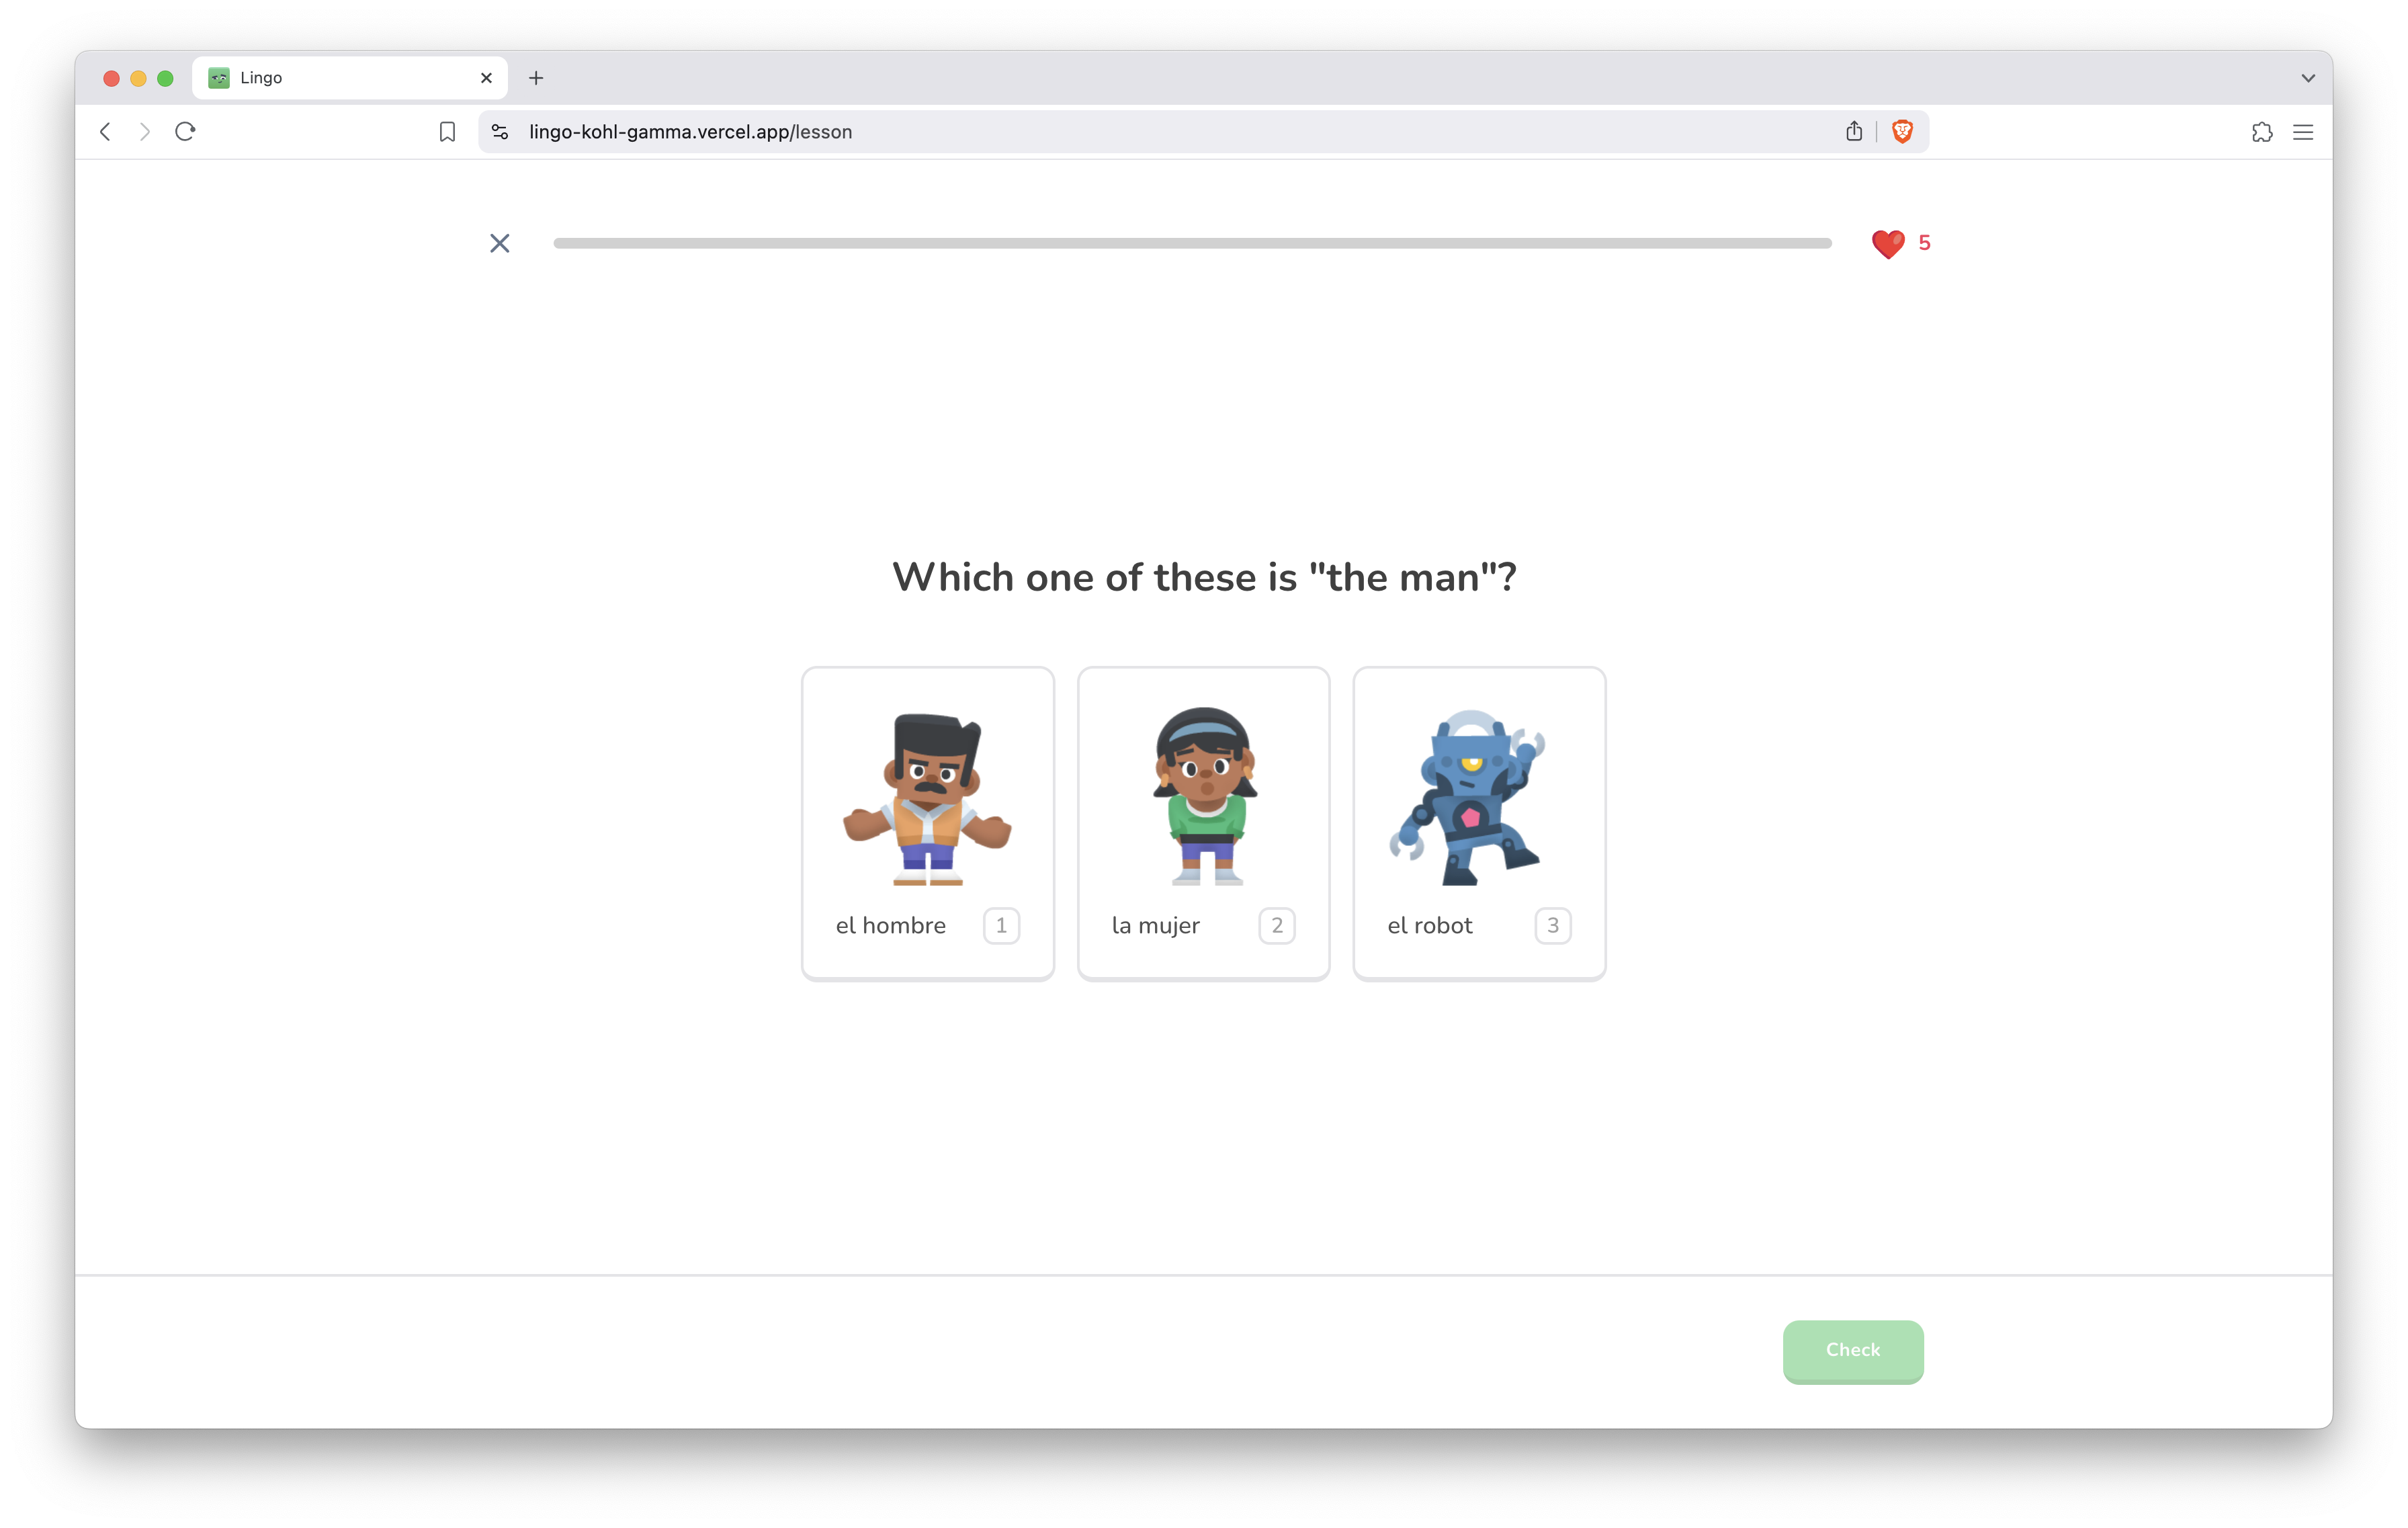 Lingo
lingo-kohl-gamma.vercel.app/lesson
5
Which one of these is "the man"?
el hombre 1
la mujer 2
el robot 3
Check